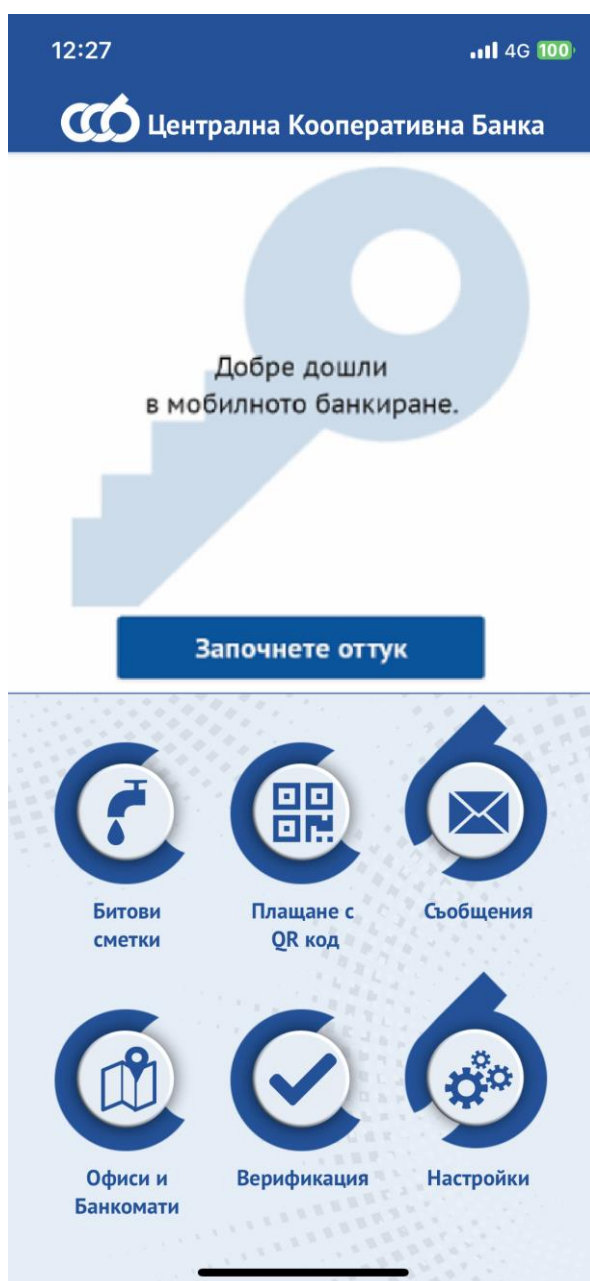 12:27
4G 100
Централна Кооперативна Банка
Добре дошли
в мобилното банкиране.
Започнете оттук
Битови
сметки
Плащане с
QR код
Съобщения
Офиси и
Банкомати
Верификация
Настройки